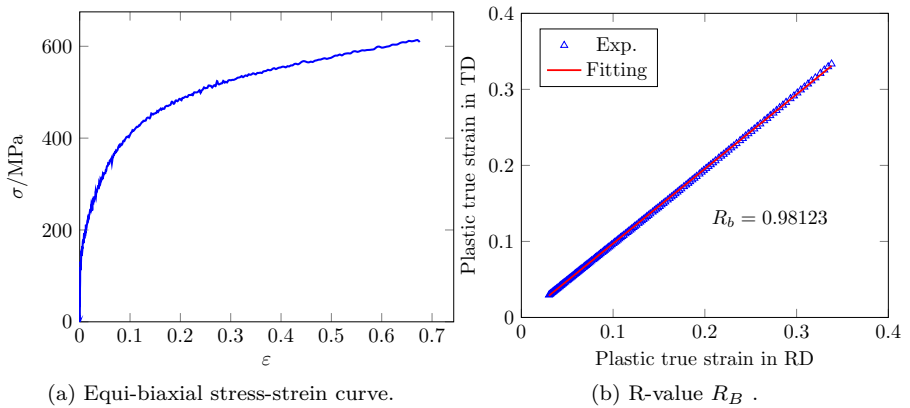 600
400
200
0
0
0.1
0.2
0.3
0.4
0.5
0.6
0.7
σ/MPa
ε
(a) Equi-biaxial stress-strein curve.
Exp.
Fitting
0.4
0.3
0.2
0.1
0
0
0.1
0.2
0.3
0.4
R_b = 0.98123
Plastic true strain in TD
Plastic true strain in RD
(b) R-value R_B .